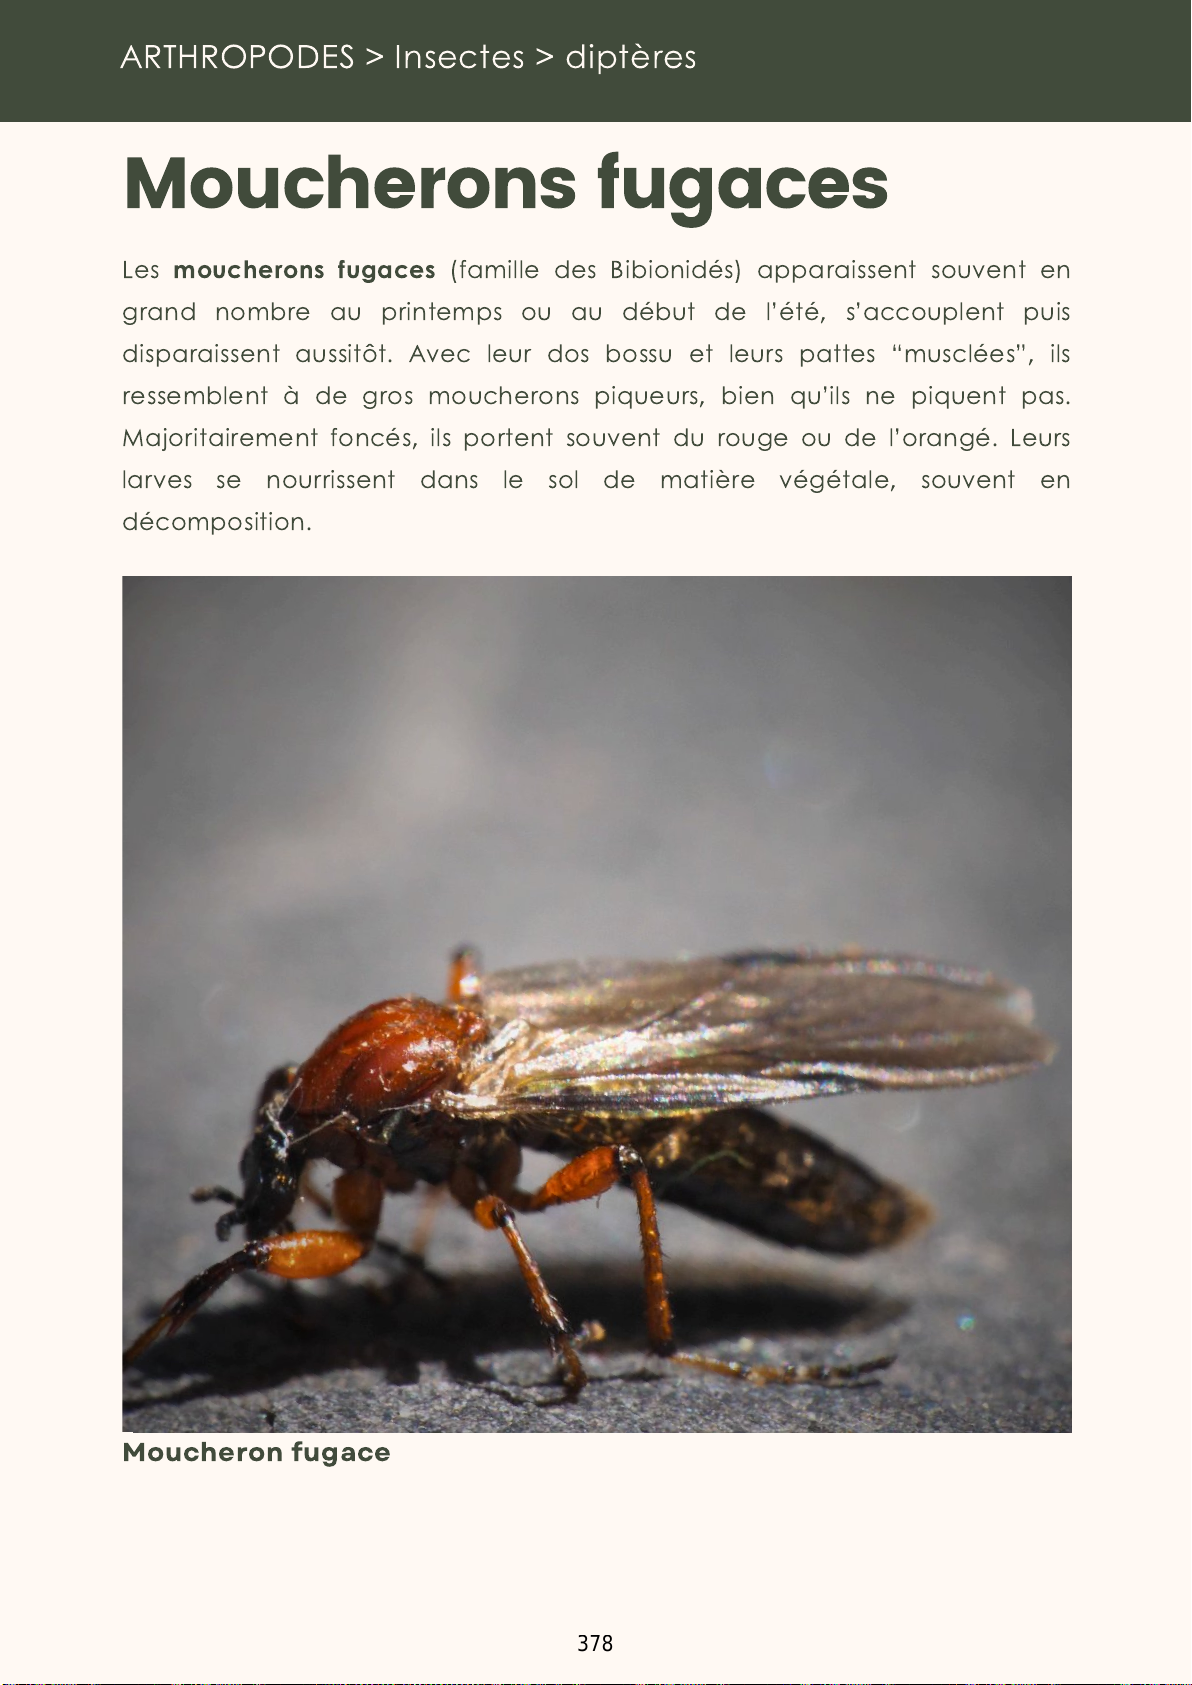 ARTHROPODES > Insectes > diptères
Moucherons fugaces
Les moucherons fugaces (famille des Bibionidés) apparaissent souvent en
grand nombre au printemps ou au début de l’été, s’accouplent puis
disparaissent aussitôt. Avec leur dos bossu et leurs pattes “musclées”, ils
ressemblent à de gros moucherons piqueurs, bien qu’ils ne piquent pas.
Majoritairement foncés, ils portent souvent du rouge ou de l’orangé. Leurs
larves se nourrissent dans le sol de matière végétale, souvent en
décomposition.
Moucheron fugace
378